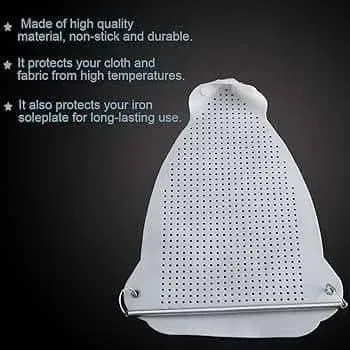 Made of high quality
material, non-stick and durable.
It protects your cloth and
fabric from high temperatures.
It also protects your iron
soleplate for long-lasting use.